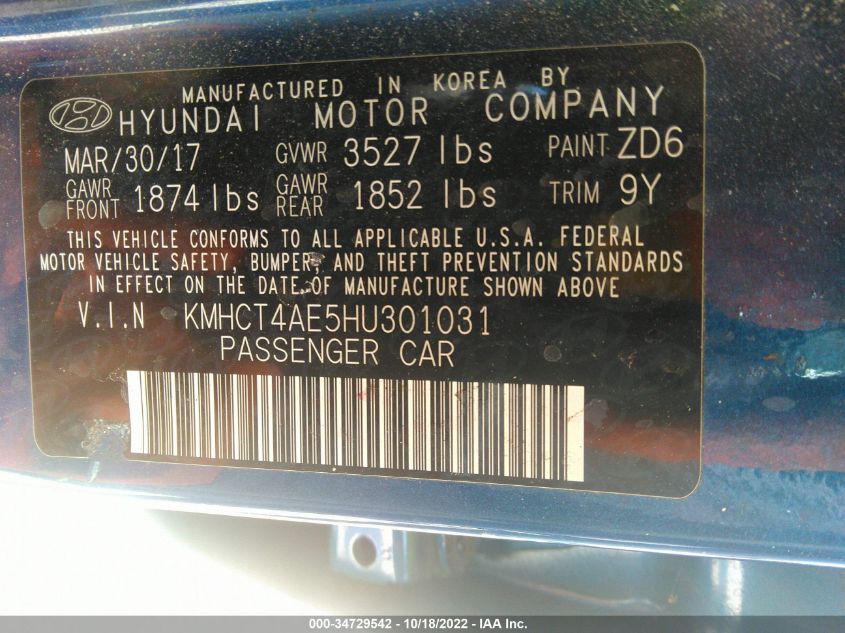 MANUFACTURED IN KOREA BY
HYUNDAI MOTOR COMPANY
MAR/30/17 GVWR 3527 lbs PAINT ZD6
GAWR FRONT 1874 lbs GAWR REAR 1852 lbs TRIM 9Y
THIS VEHICLE CONFORMS TO ALL APPLICABLE U.S.A. FEDERAL
MOTOR VEHICLE SAFETY, BUMPER, AND THEFT PREVENTION STANDARDS
IN EFFECT ON THE DATE OF MANUFACTURE SHOWN ABOVE
V.I.N KMHCT4AE5HU301031
PASSENGER CAR
000-34729542 - 10/18/2022 - IAA Inc.